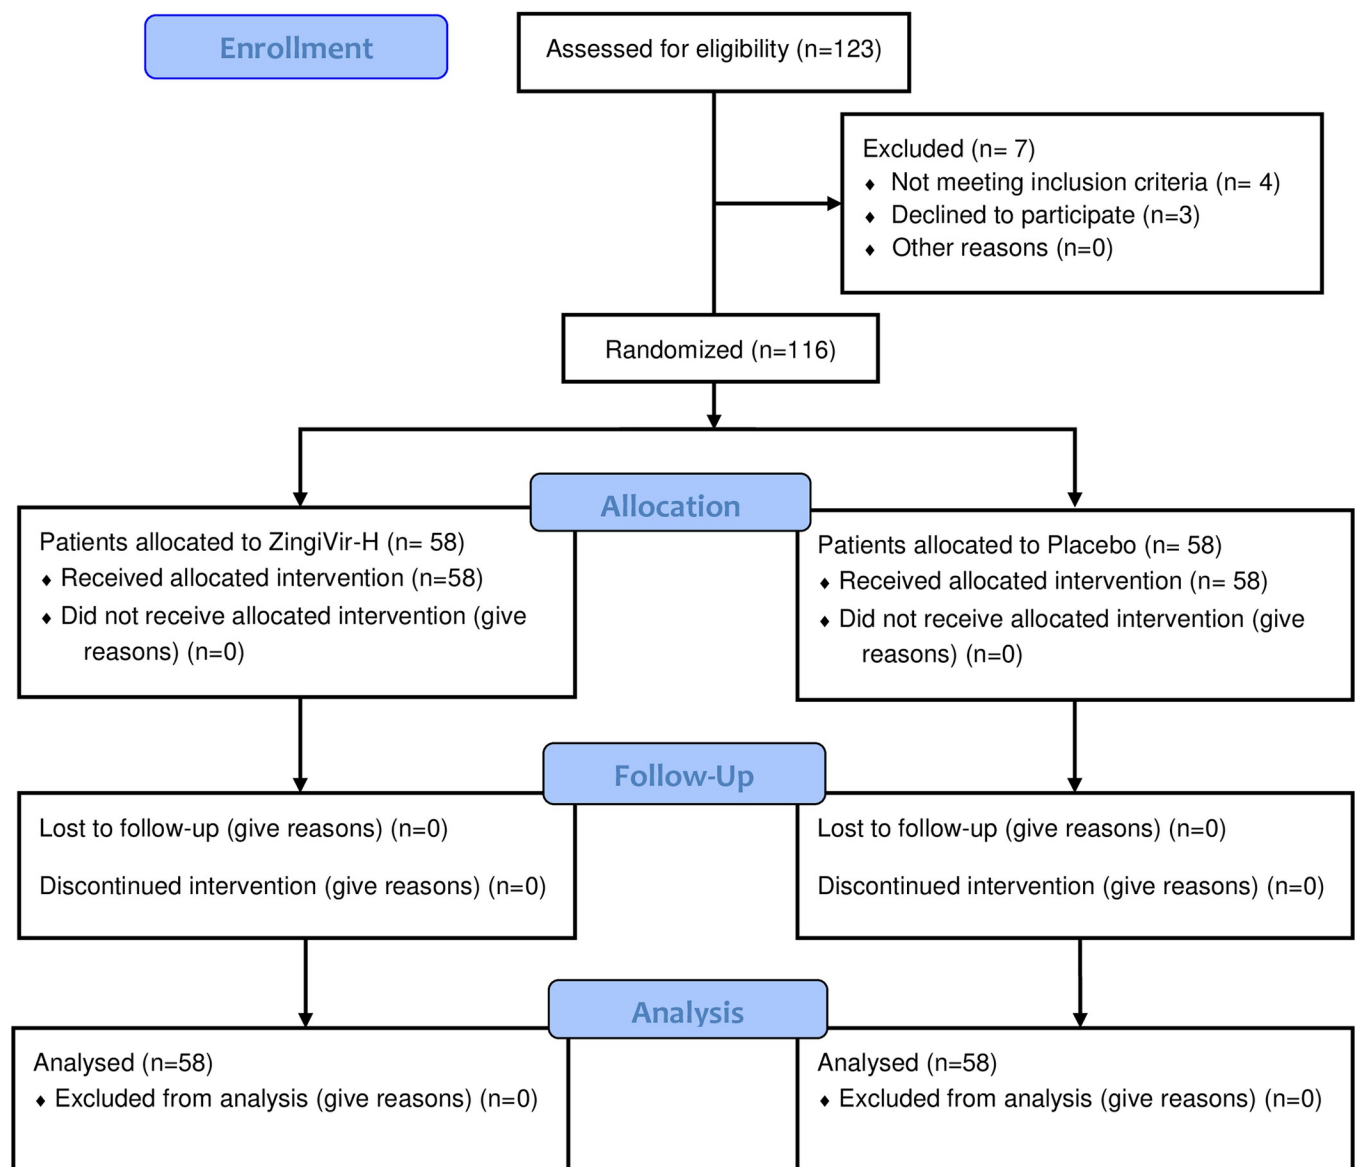 Enrollment
Assessed for eligibility (n=123)
Excluded (n= 7)
♦ Not meeting inclusion criteria (n= 4)
♦ Declined to participate (n=3)
♦ Other reasons (n=0)
Randomized (n=116)
Allocation
Patients allocated to ZingiVir-H (n= 58)
♦ Received allocated intervention (n=58)
♦ Did not receive allocated intervention (give
reasons) (n=0)
Patients allocated to Placebo (n= 58)
♦ Received allocated intervention (n= 58)
♦ Did not receive allocated intervention (give
reasons) (n=0)
Follow-Up
Lost to follow-up (give reasons) (n=0)
Discontinued intervention (give reasons) (n=0)
Lost to follow-up (give reasons) (n=0)
Discontinued intervention (give reasons) (n=0)
Analysis
Analysed (n=58)
♦ Excluded from analysis (give reasons) (n=0)
Analysed (n=58)
♦ Excluded from analysis (give reasons) (n=0)